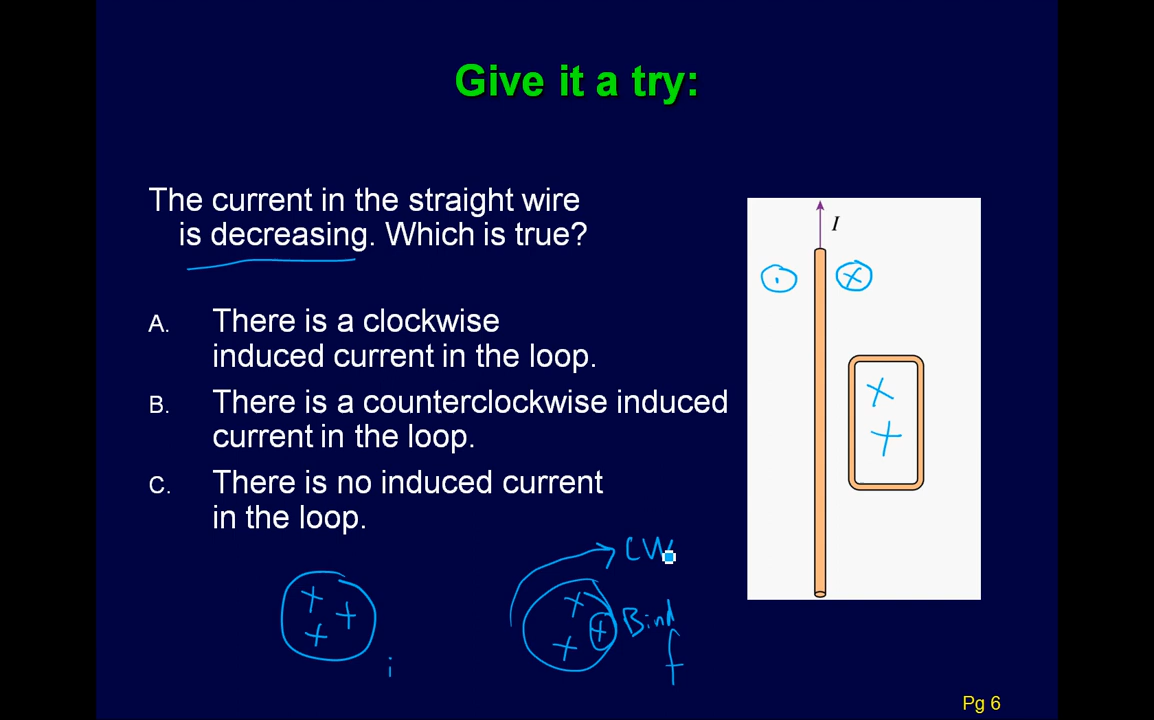 Give it a try:
The current in the straight wire
is decreasing. Which is true?
A. There is a clockwise
induced current in the loop.
B. There is a counterclockwise induced
current in the loop.
C. There is no induced current
in the loop.
I
CW
Bind
i
f
Pg 6